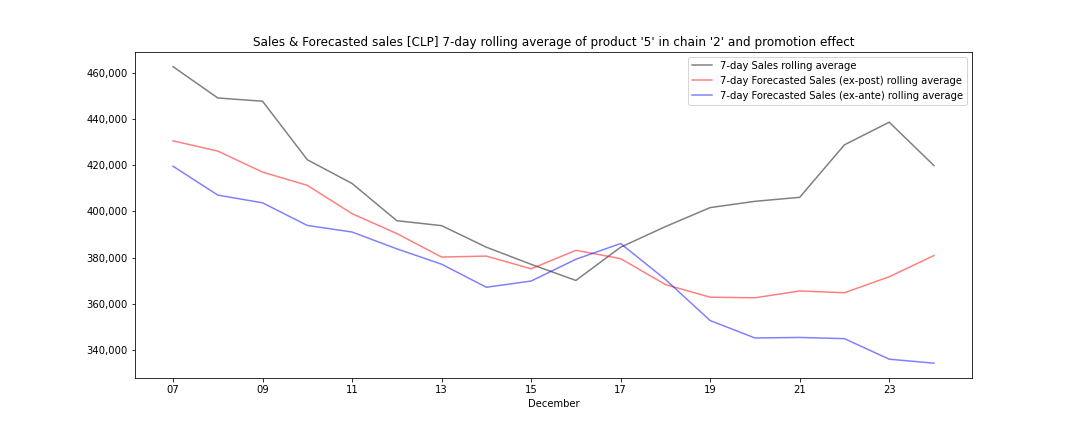 Sales & Forecasted sales [CLP] 7-day rolling average of product '5' in chain '2' and promotion effect
7-day Sales rolling average
7-day Forecasted Sales (ex-post) rolling average
7-day Forecasted Sales (ex-ante) rolling average
460,000
440,000
420,000
400,000
380,000
360,000
340,000
07 09 11 13 15 17 19 21 23
December